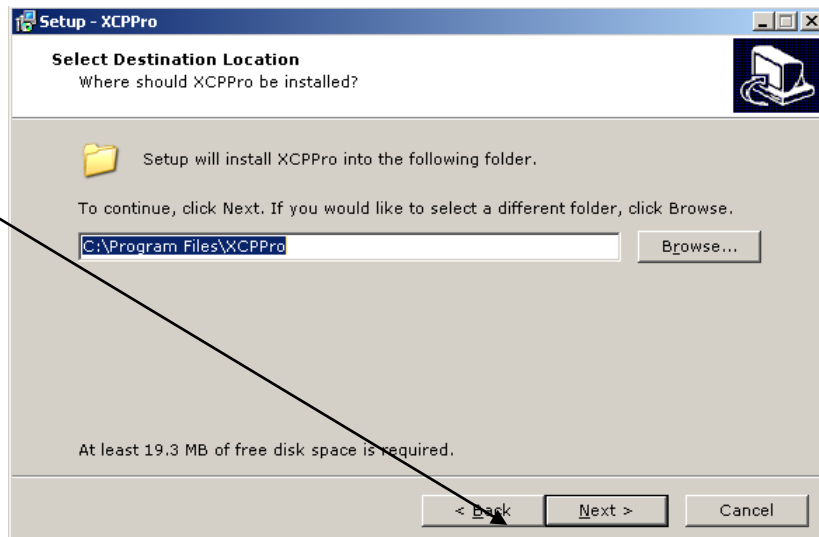 Setup - XCPPro
Select Destination Location
Where should XCPPro be installed?
Setup will install XCPPro into the following folder.
To continue, click Next. If you would like to select a different folder, click Browse.
C:\Program Files\XCPPro
Browse...
At least 19.3 MB of free disk space is required.
< Back Next > Cancel